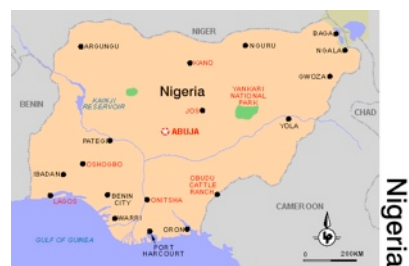 NIGER
BAGA
ARGUNGU
NGURU
NGALA
KANO
GWOZA
Nigeria
YANKARI
NATIONAL
PARK
BENIN
KAINJI
RESERVOIR
JOS
CHAD
ABUJA
YOLA
PATEGI
OSHOGBO
IBADAN
OBUDU
CATTLE
RANCH
LAGOS
BENIN
CITY
ONITSHA
CAMEROON
WARRI
ORON
GULF OF GUINEA
PORT
HARCOURT
0 200KM
Nigeria